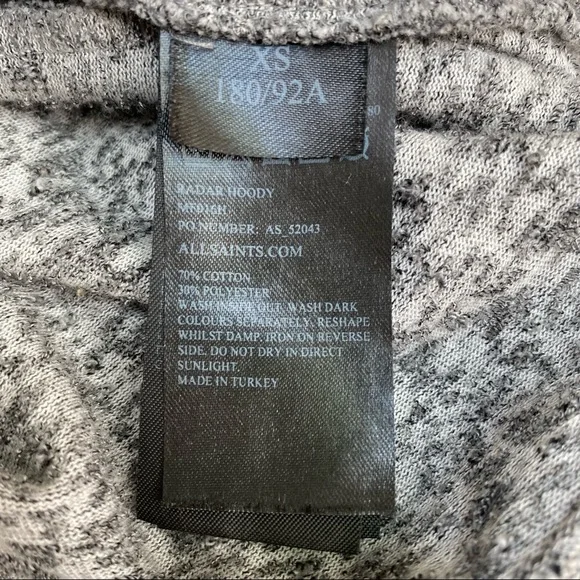 XS
180/92A
80
RADAR HOODY
PO NUMBER: AS_52043
ALLSAINTS.COM
70% COTTON
30% POLYESTER
WASH INSIDE OUT. WASH DARK
COLOURS SEPARATELY. RESHAPE
WHILST DAMP. IRON ON REVERSE
SIDE. DO NOT DRY IN DIRECT
SUNLIGHT.
MADE IN TURKEY